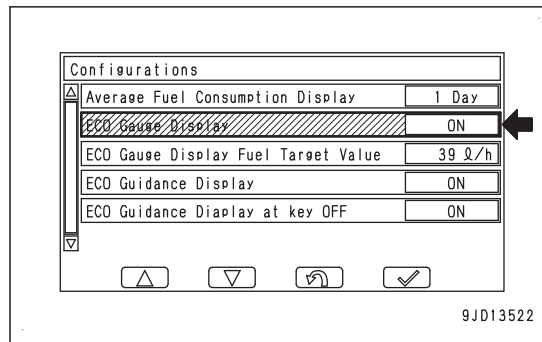 Configurations
Average Fuel Consumption Display 1 Day
ECO Gauge Display ON
ECO Gauge Display Fuel Target Value 39 ℓ/h
ECO Guidance Display ON
ECO Guidance Diaplay at key OFF ON
9JD13522